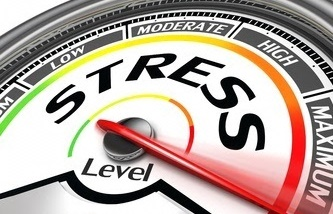 LOW
MODERATE
HIGH
MAXIMUM
STRESS
Level